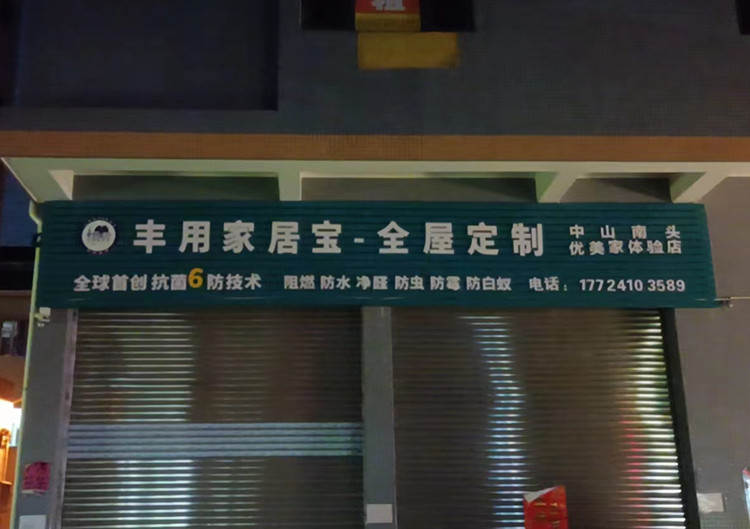 丰用家居宝-全屋定制
中山南头
优美家体验店
全球首创抗菌6防技术 阻燃 防水 净醛 防虫 防霉 防白蚁 电话：177 2410 3589